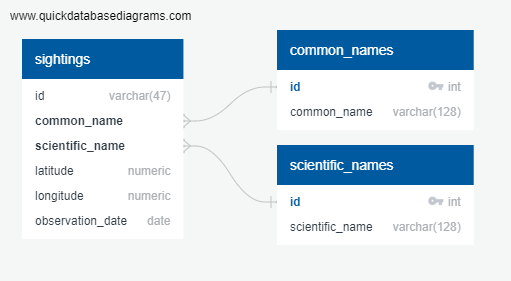 www.quickdatabasediagrams.com
sightings
id varchar(47)
common_name
scientific_name
latitude numeric
longitude numeric
observation_date date
common_names
id int
common_name varchar(128)
scientific_names
id int
scientific_name varchar(128)